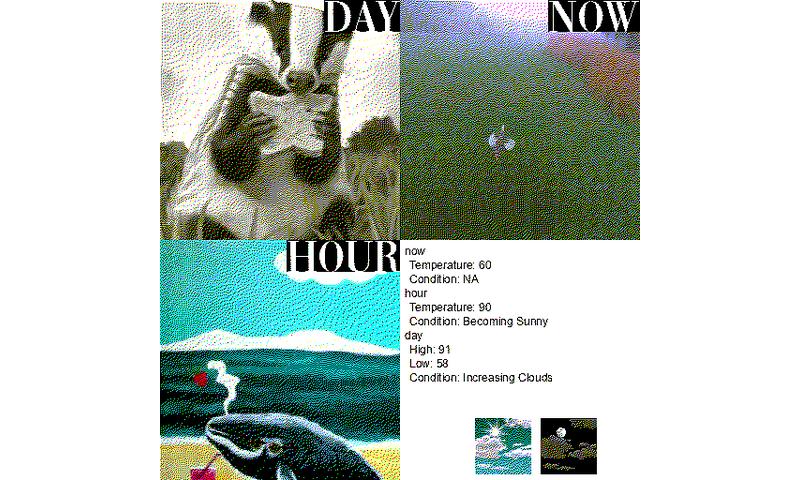 DAY
NOW
HOUR
now
Temperature: 60
Condition: NA
hour
Temperature: 90
Condition: Becoming Sunny
day
High: 91
Low: 58
Condition: Increasing Clouds